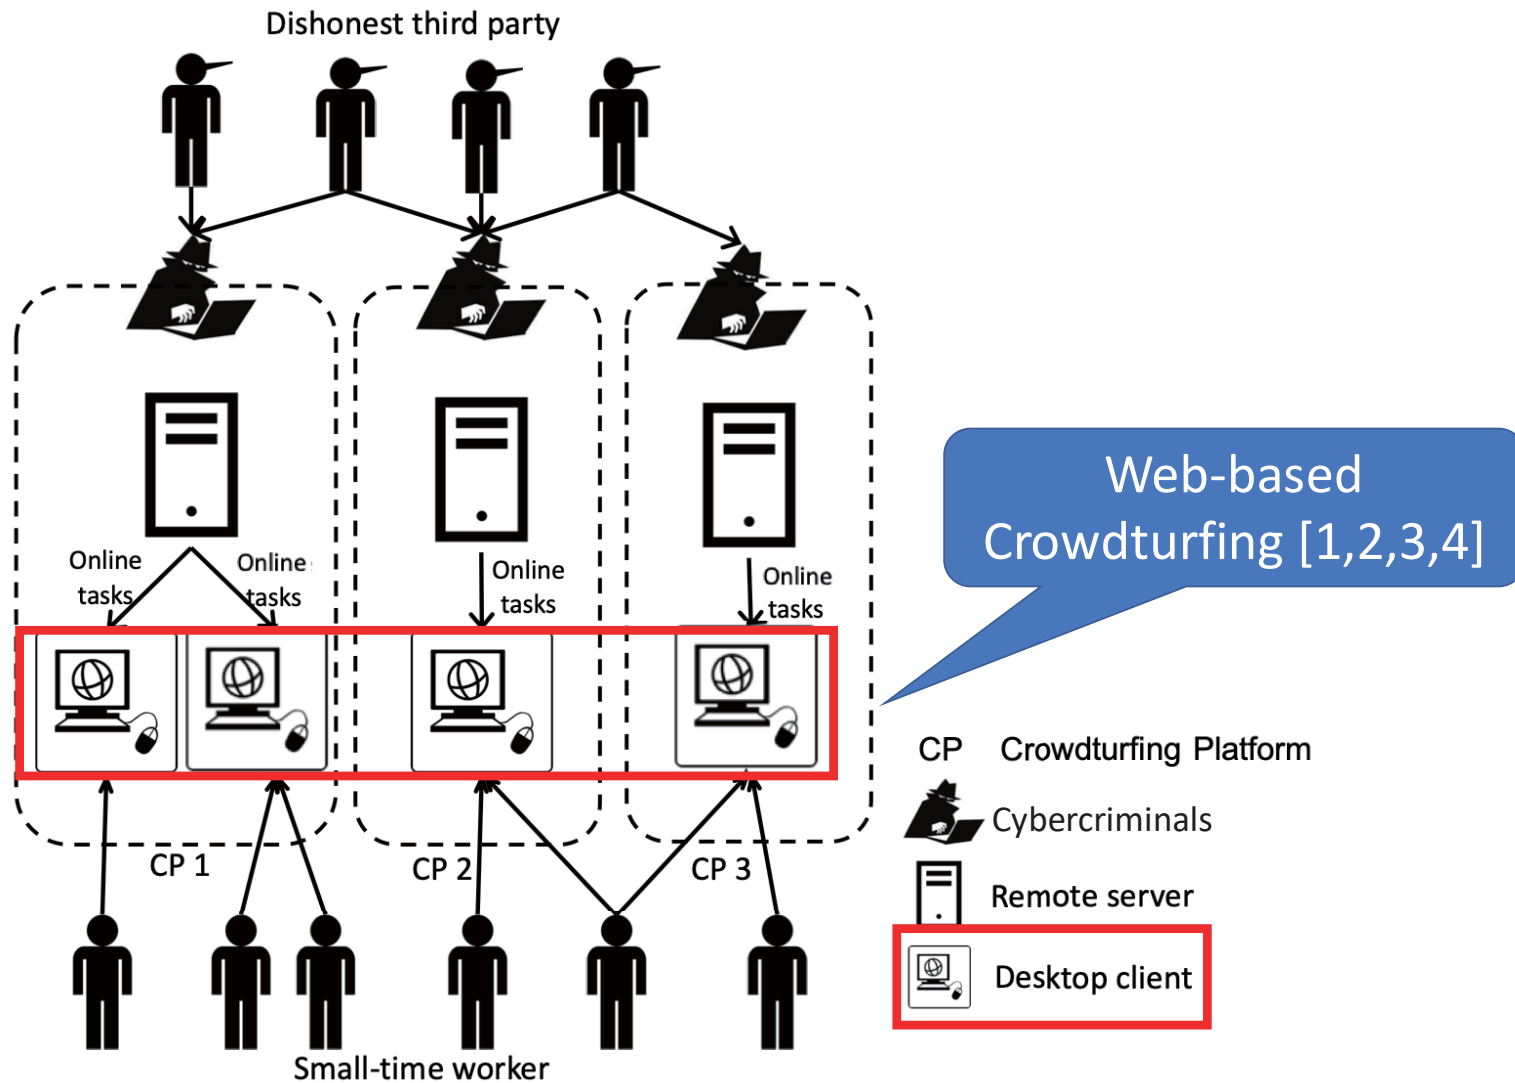 Dishonest third party
Online
tasks
Online
tasks
Online
tasks
Online
tasks
Web-based
Crowdturfing [1,2,3,4]
CP 1
CP 2
CP 3
Small-time worker
CP Crowdturfing Platform
Cybercriminals
Remote server
Desktop client